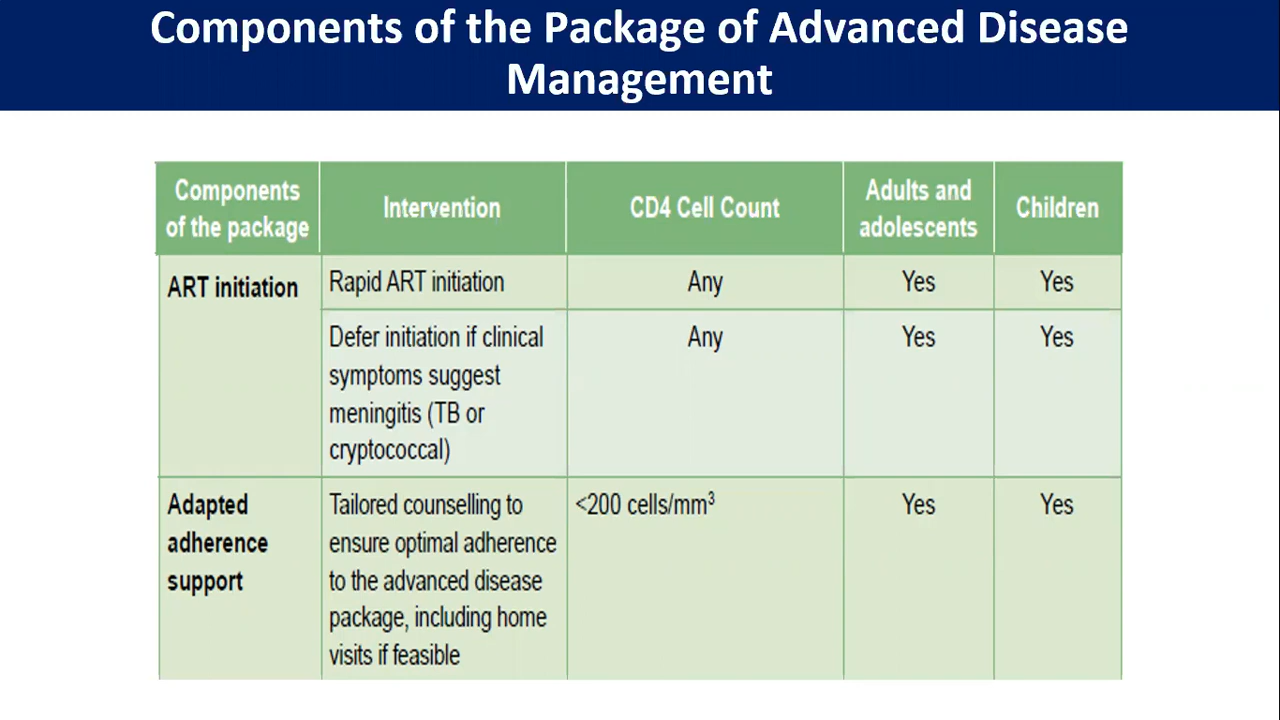 Components of the Package of Advanced Disease
Management
Components
of the package
Intervention
CD4 Cell Count
Adults and
adolescents
Children
ART initiation
Rapid ART initiation
Any
Yes
Yes
Defer initiation if clinical
symptoms suggest
meningitis (TB or
cryptococcal)
Any
Yes
Yes
Adapted
adherence
support
Tailored counselling to
ensure optimal adherence
to the advanced disease
package, including home
visits if feasible
<200 cells/mm³
Yes
Yes